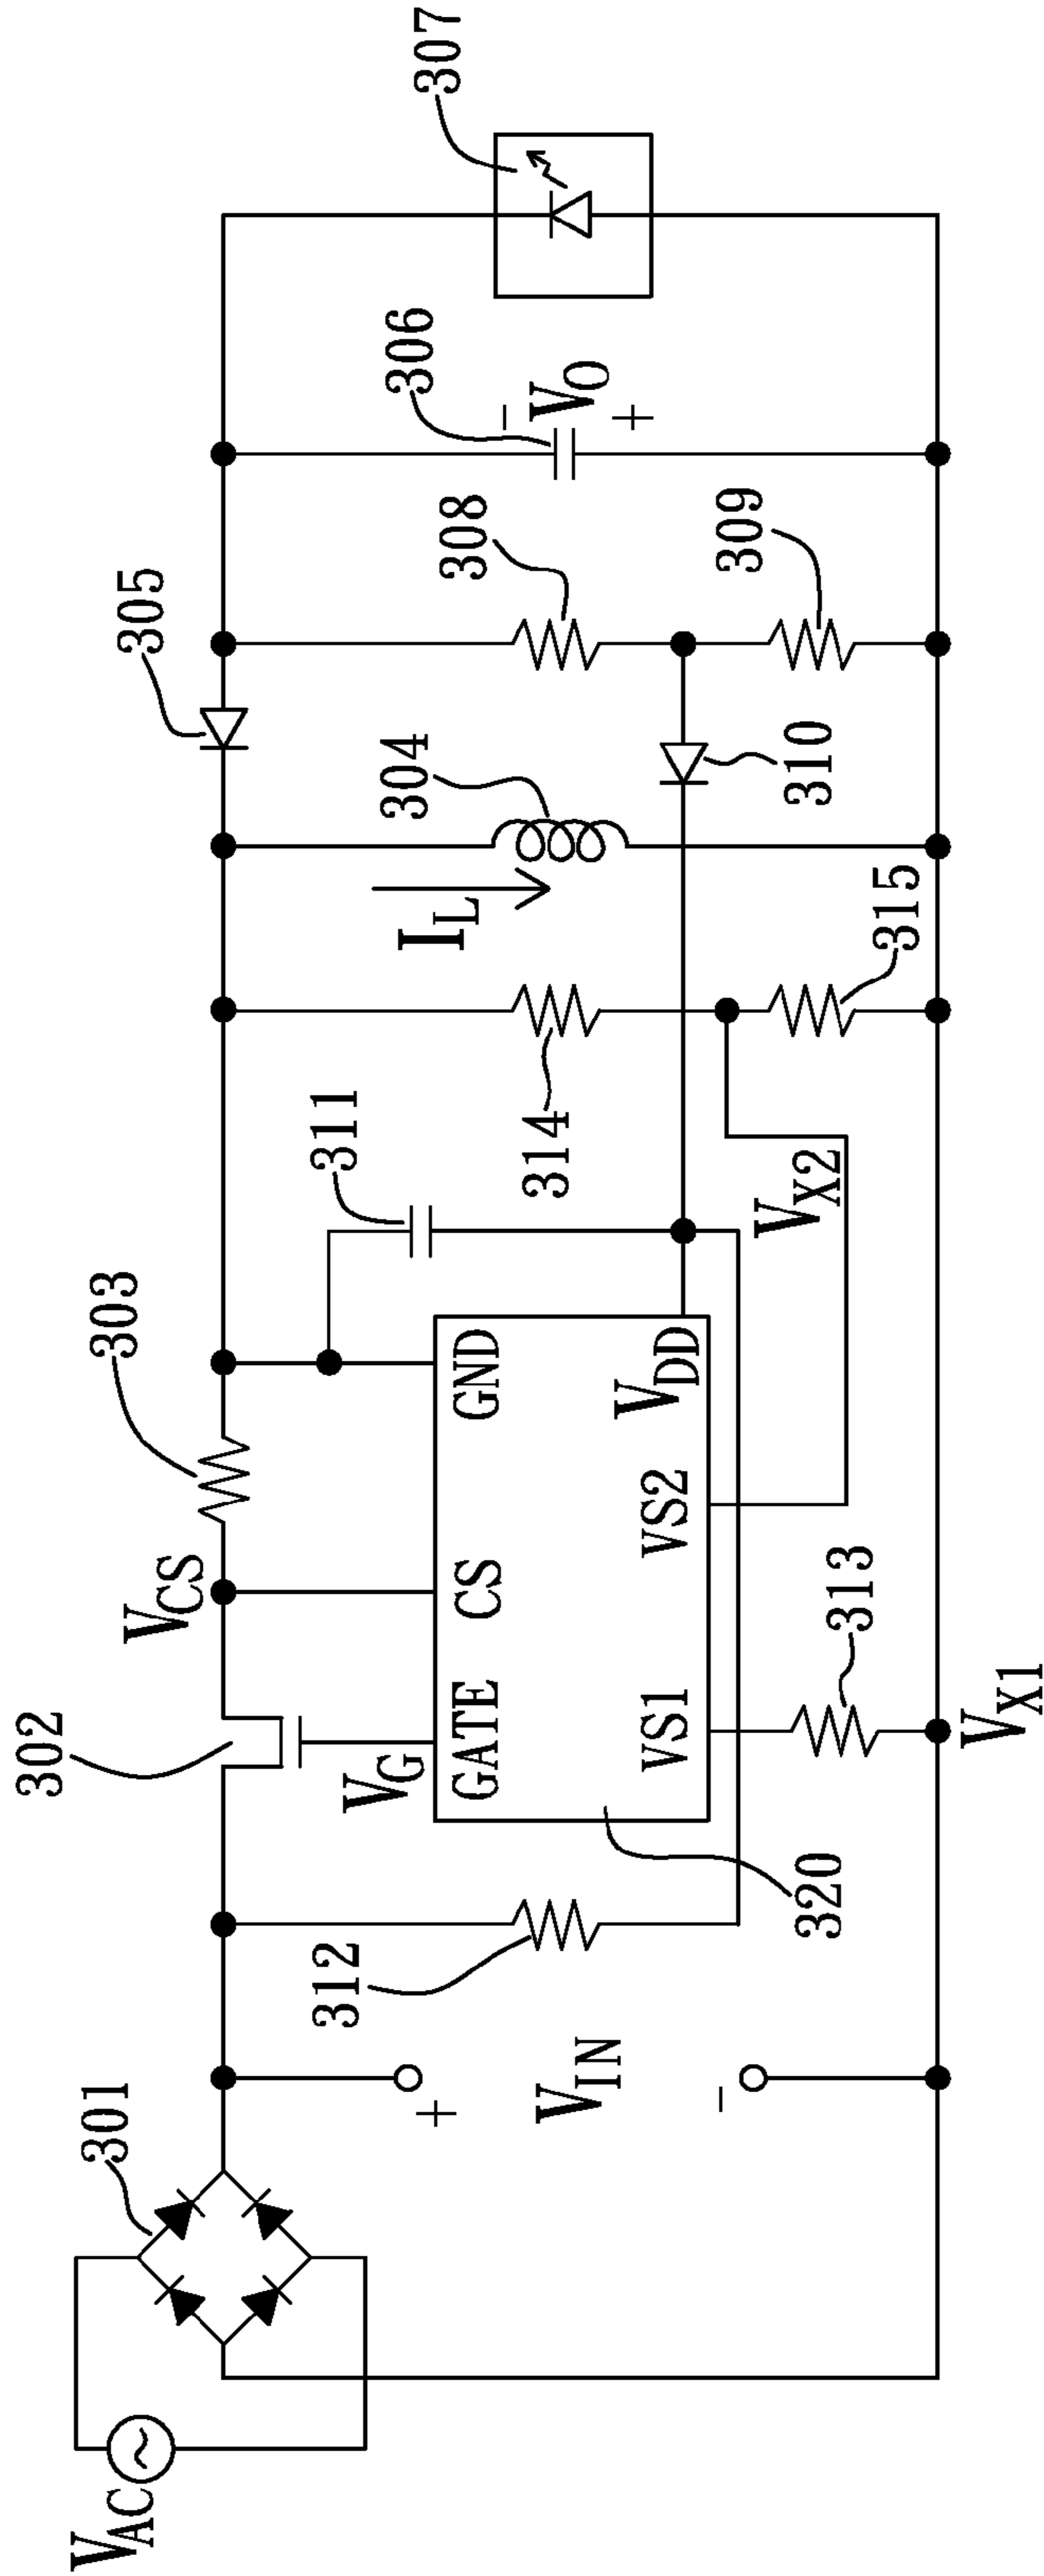 V_AC
301
V_IN
+
-
302
V_CS
303
V_G
312
320
GATE
CS
GND
VS1
VS2
V_DD
313
V_X1
311
V_X2
314
315
I_L
304
305
310
308
309
306
-
V_O
+
307